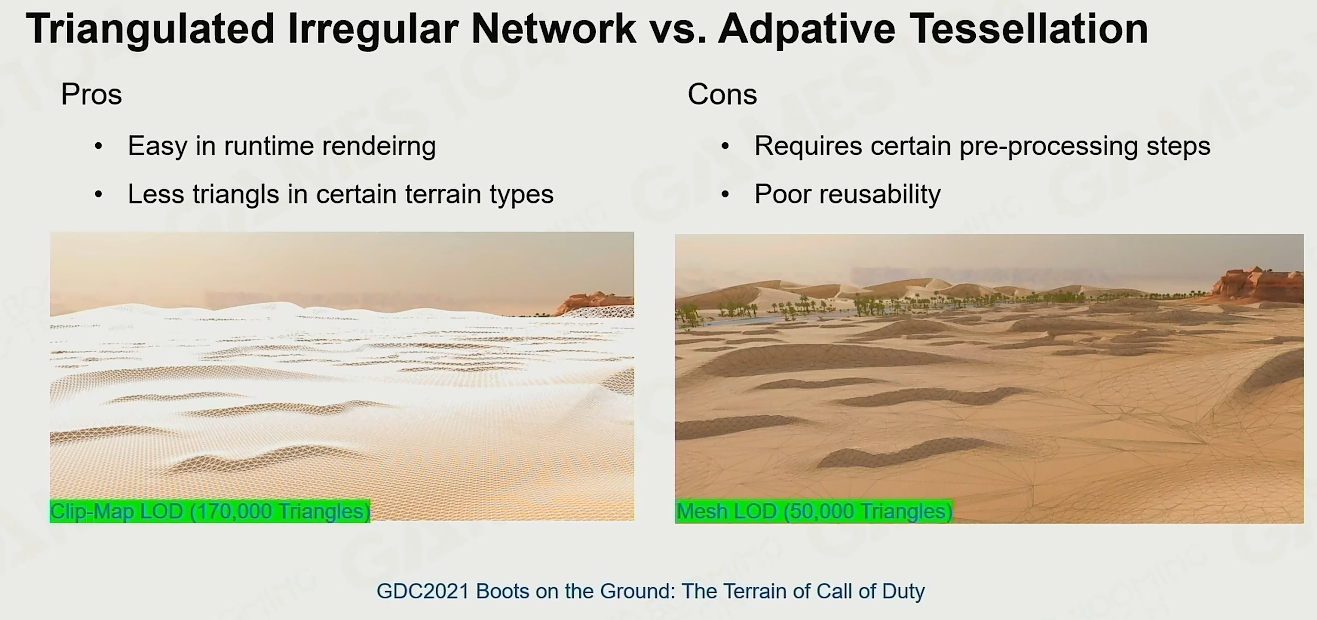 Triangulated Irregular Network vs. Adpative Tessellation
Pros
• Easy in runtime rendeirng
• Less triangls in certain terrain types
Cons
• Requires certain pre-processing steps
• Poor reusability
Clip-Map LOD (170,000 Triangles)
Mesh LOD (50,000 Triangles)
GDC2021 Boots on the Ground: The Terrain of Call of Duty